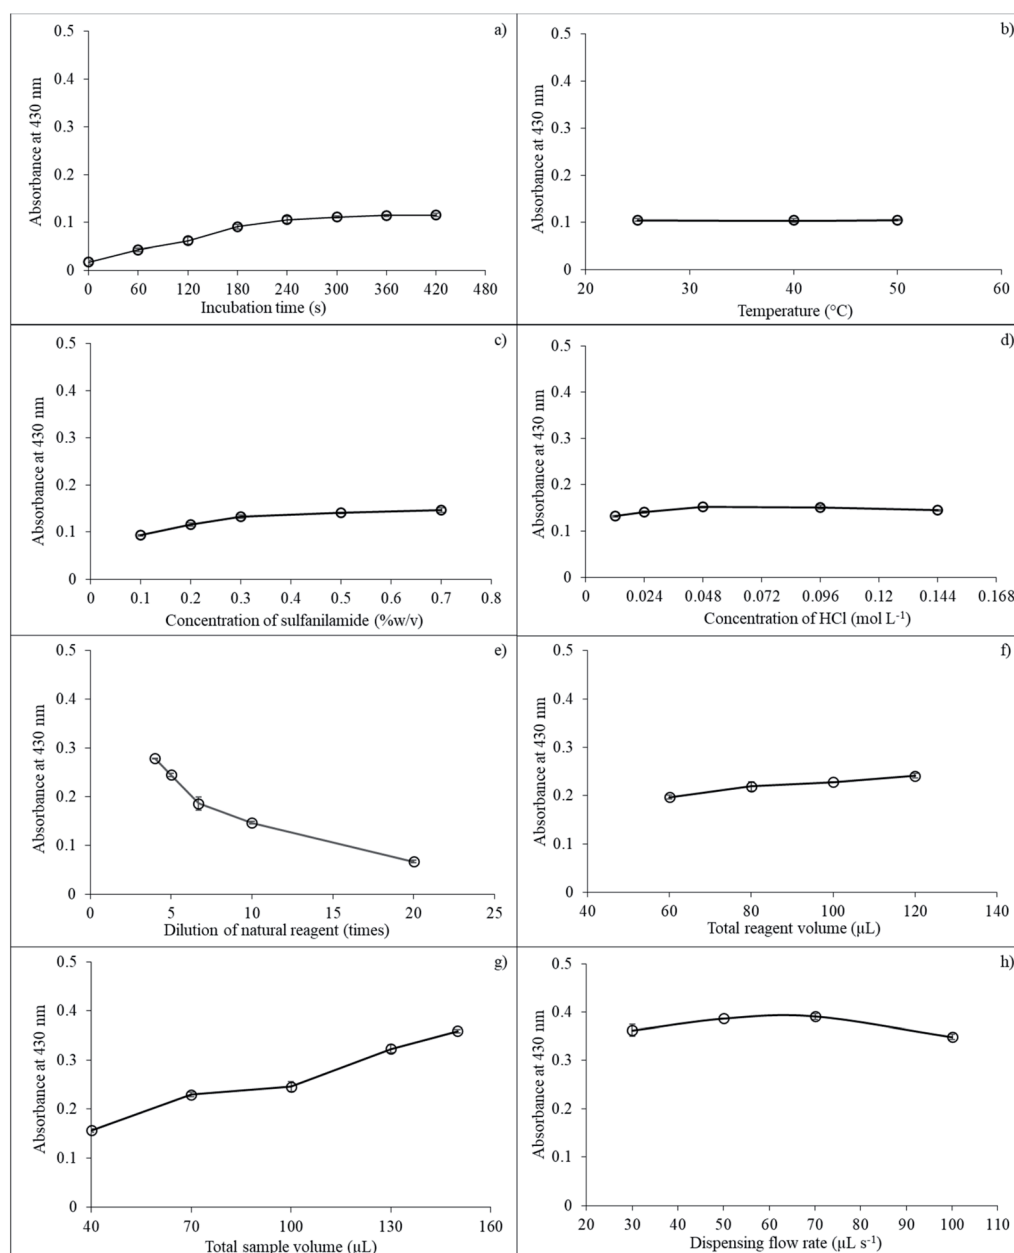 a)
Absorbance at 430 nm
0.5
0.4
0.3
0.2
0.1
0
0 60 120 180 240 300 360 420 480
Incubation time (s)
b)
Absorbance at 430 nm
0.5
0.4
0.3
0.2
0.1
0
20 30 40 50 60
Temperature (°C)
c)
Absorbance at 430 nm
0.5
0.4
0.3
0.2
0.1
0
0 0.1 0.2 0.3 0.4 0.5 0.6 0.7 0.8
Concentration of sulfanilamide (%w/v)
d)
Absorbance at 430 nm
0.5
0.4
0.3
0.2
0.1
0
0 0.024 0.048 0.072 0.096 0.12 0.144 0.168
Concentration of HCl (mol L⁻¹)
e)
Absorbance at 430 nm
0.5
0.4
0.3
0.2
0.1
0
0 5 10 15 20 25
Dilution of natural reagent (times)
f)
Absorbance at 430 nm
0.5
0.4
0.3
0.2
0.1
0
40 60 80 100 120 140
Total reagent volume (µL)
g)
Absorbance at 430 nm
0.5
0.4
0.3
0.2
0.1
0
40 70 100 130 160
Total sample volume (µL)
h)
Absorbance at 430 nm
0.5
0.4
0.3
0.2
0.1
0
20 30 40 50 60 70 80 90 100 110
Dispensing flow rate (µL s⁻¹)